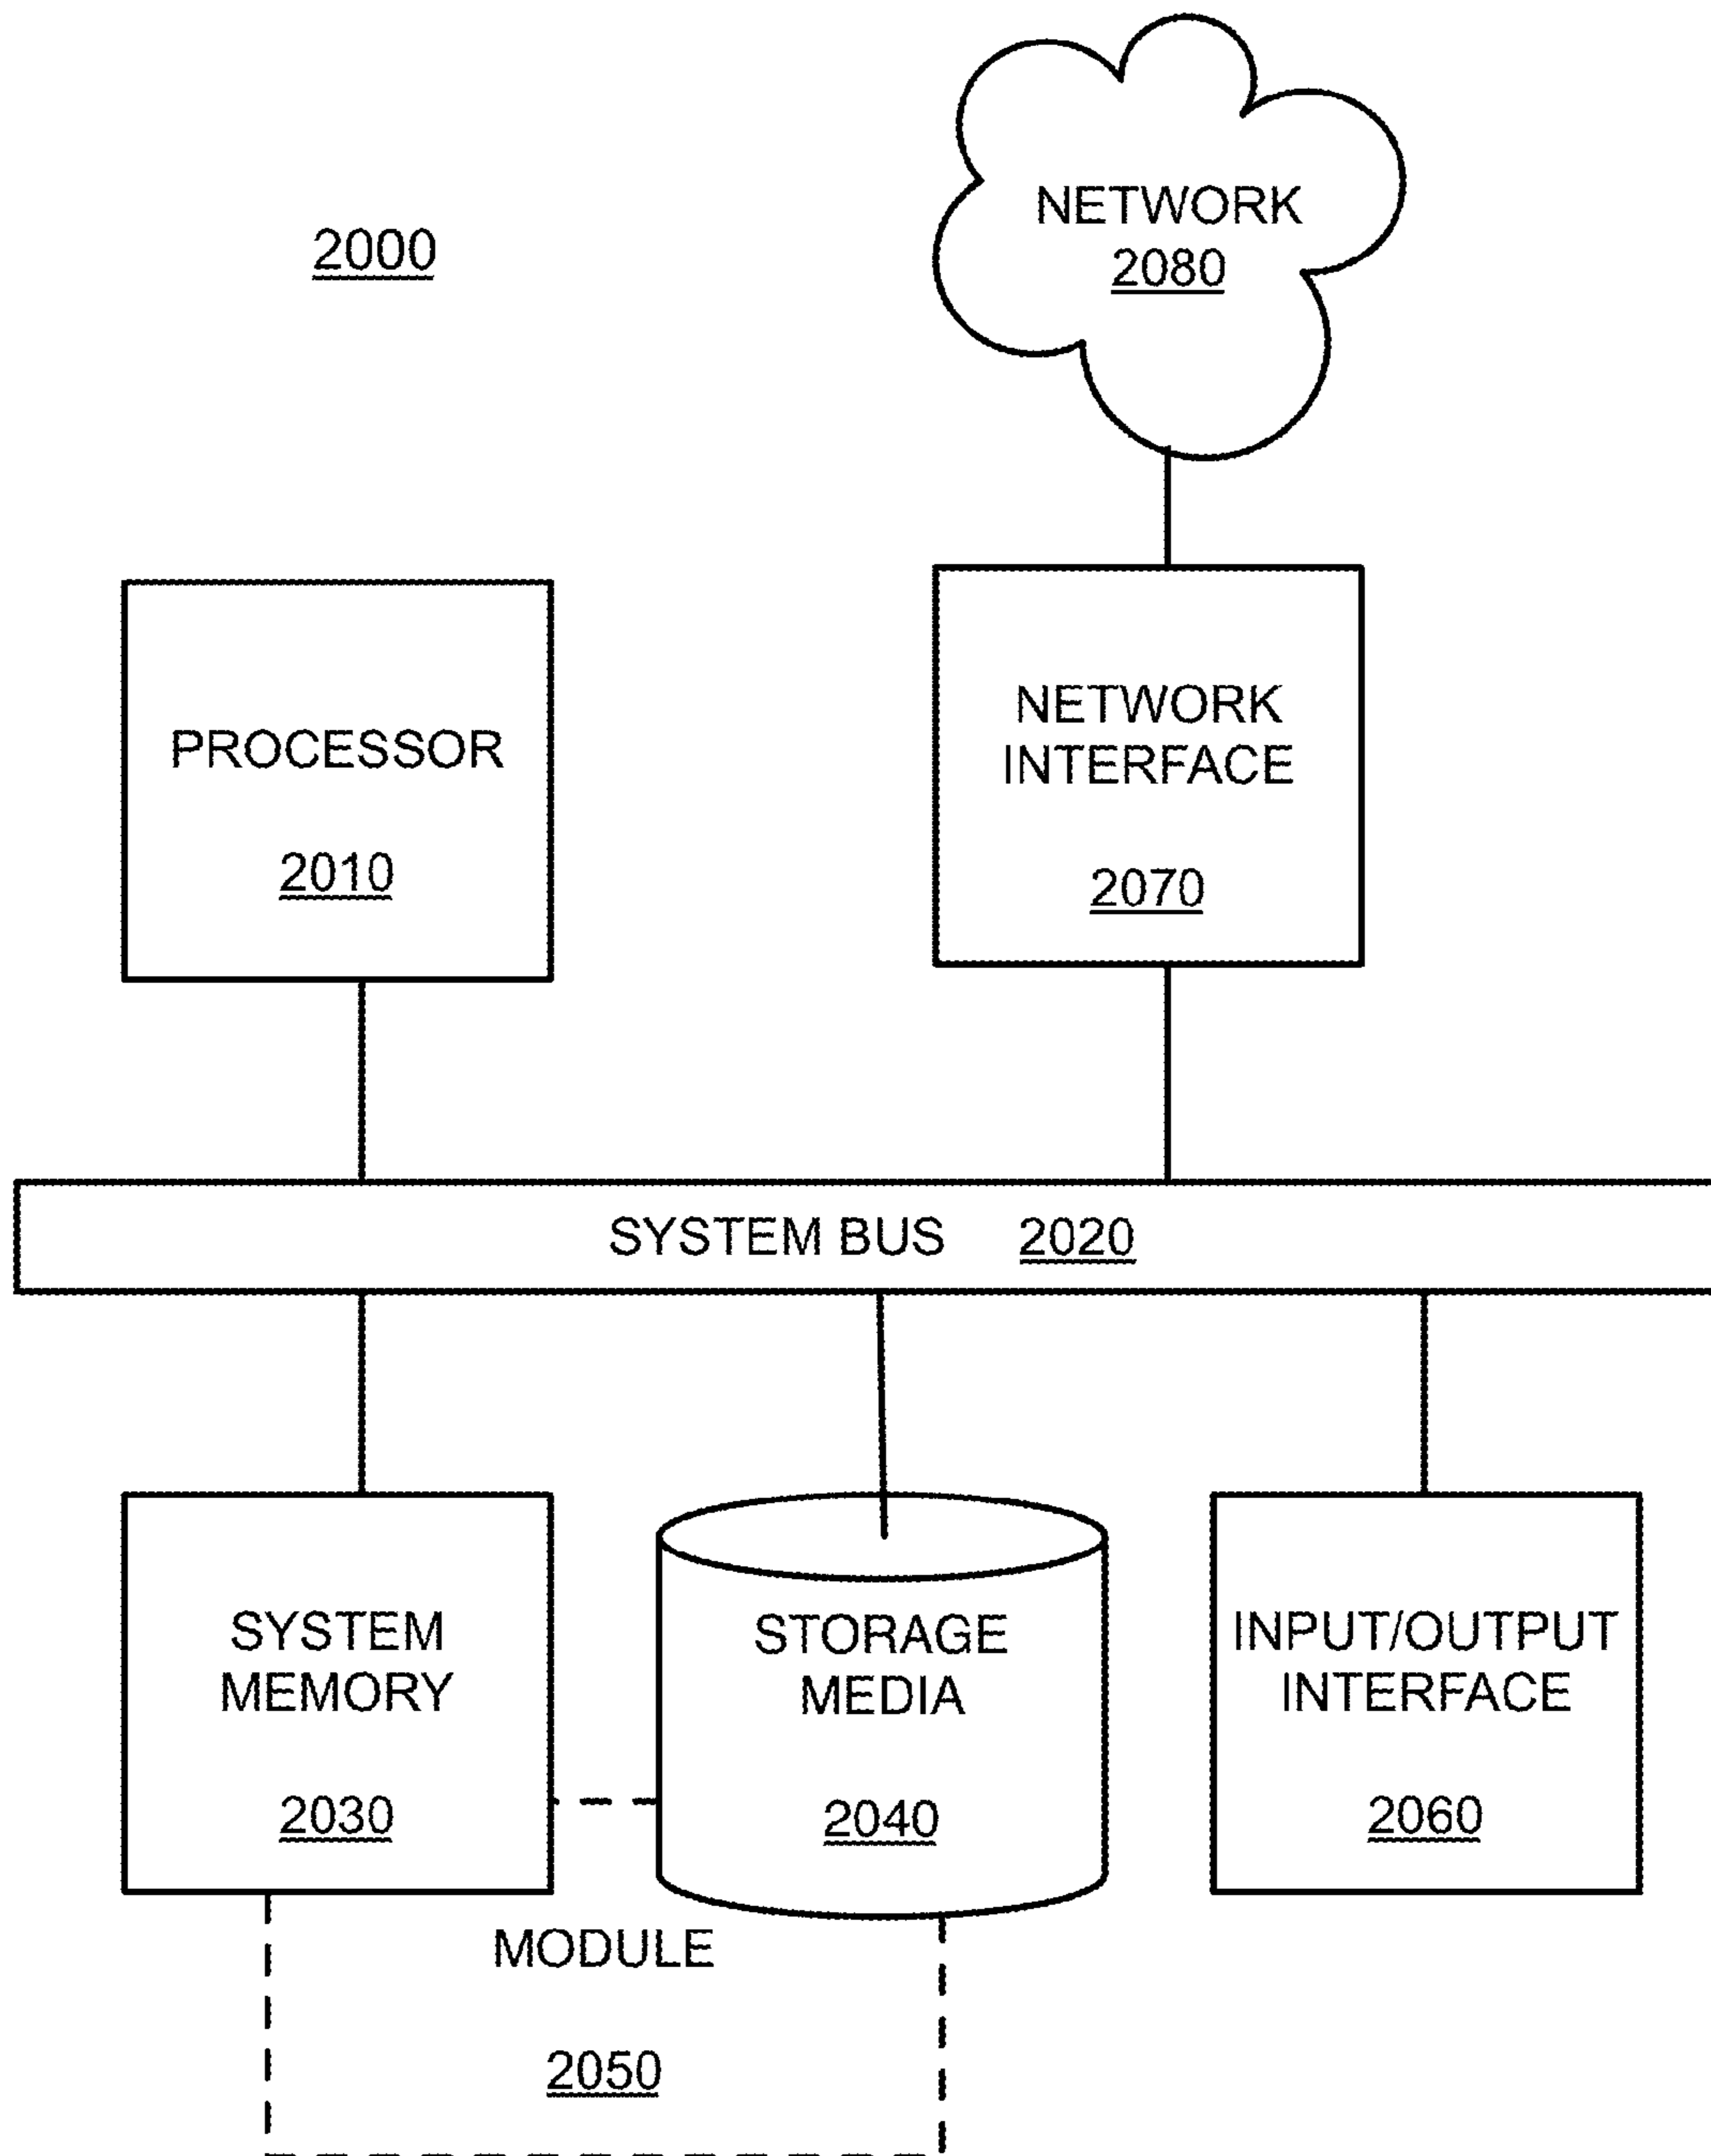 2000
NETWORK
2080
PROCESSOR
2010
NETWORK
INTERFACE
2070
SYSTEM BUS 2020
SYSTEM
MEMORY
2030
STORAGE
MEDIA
2040
INPUT/OUTPUT
INTERFACE
2060
MODULE
2050